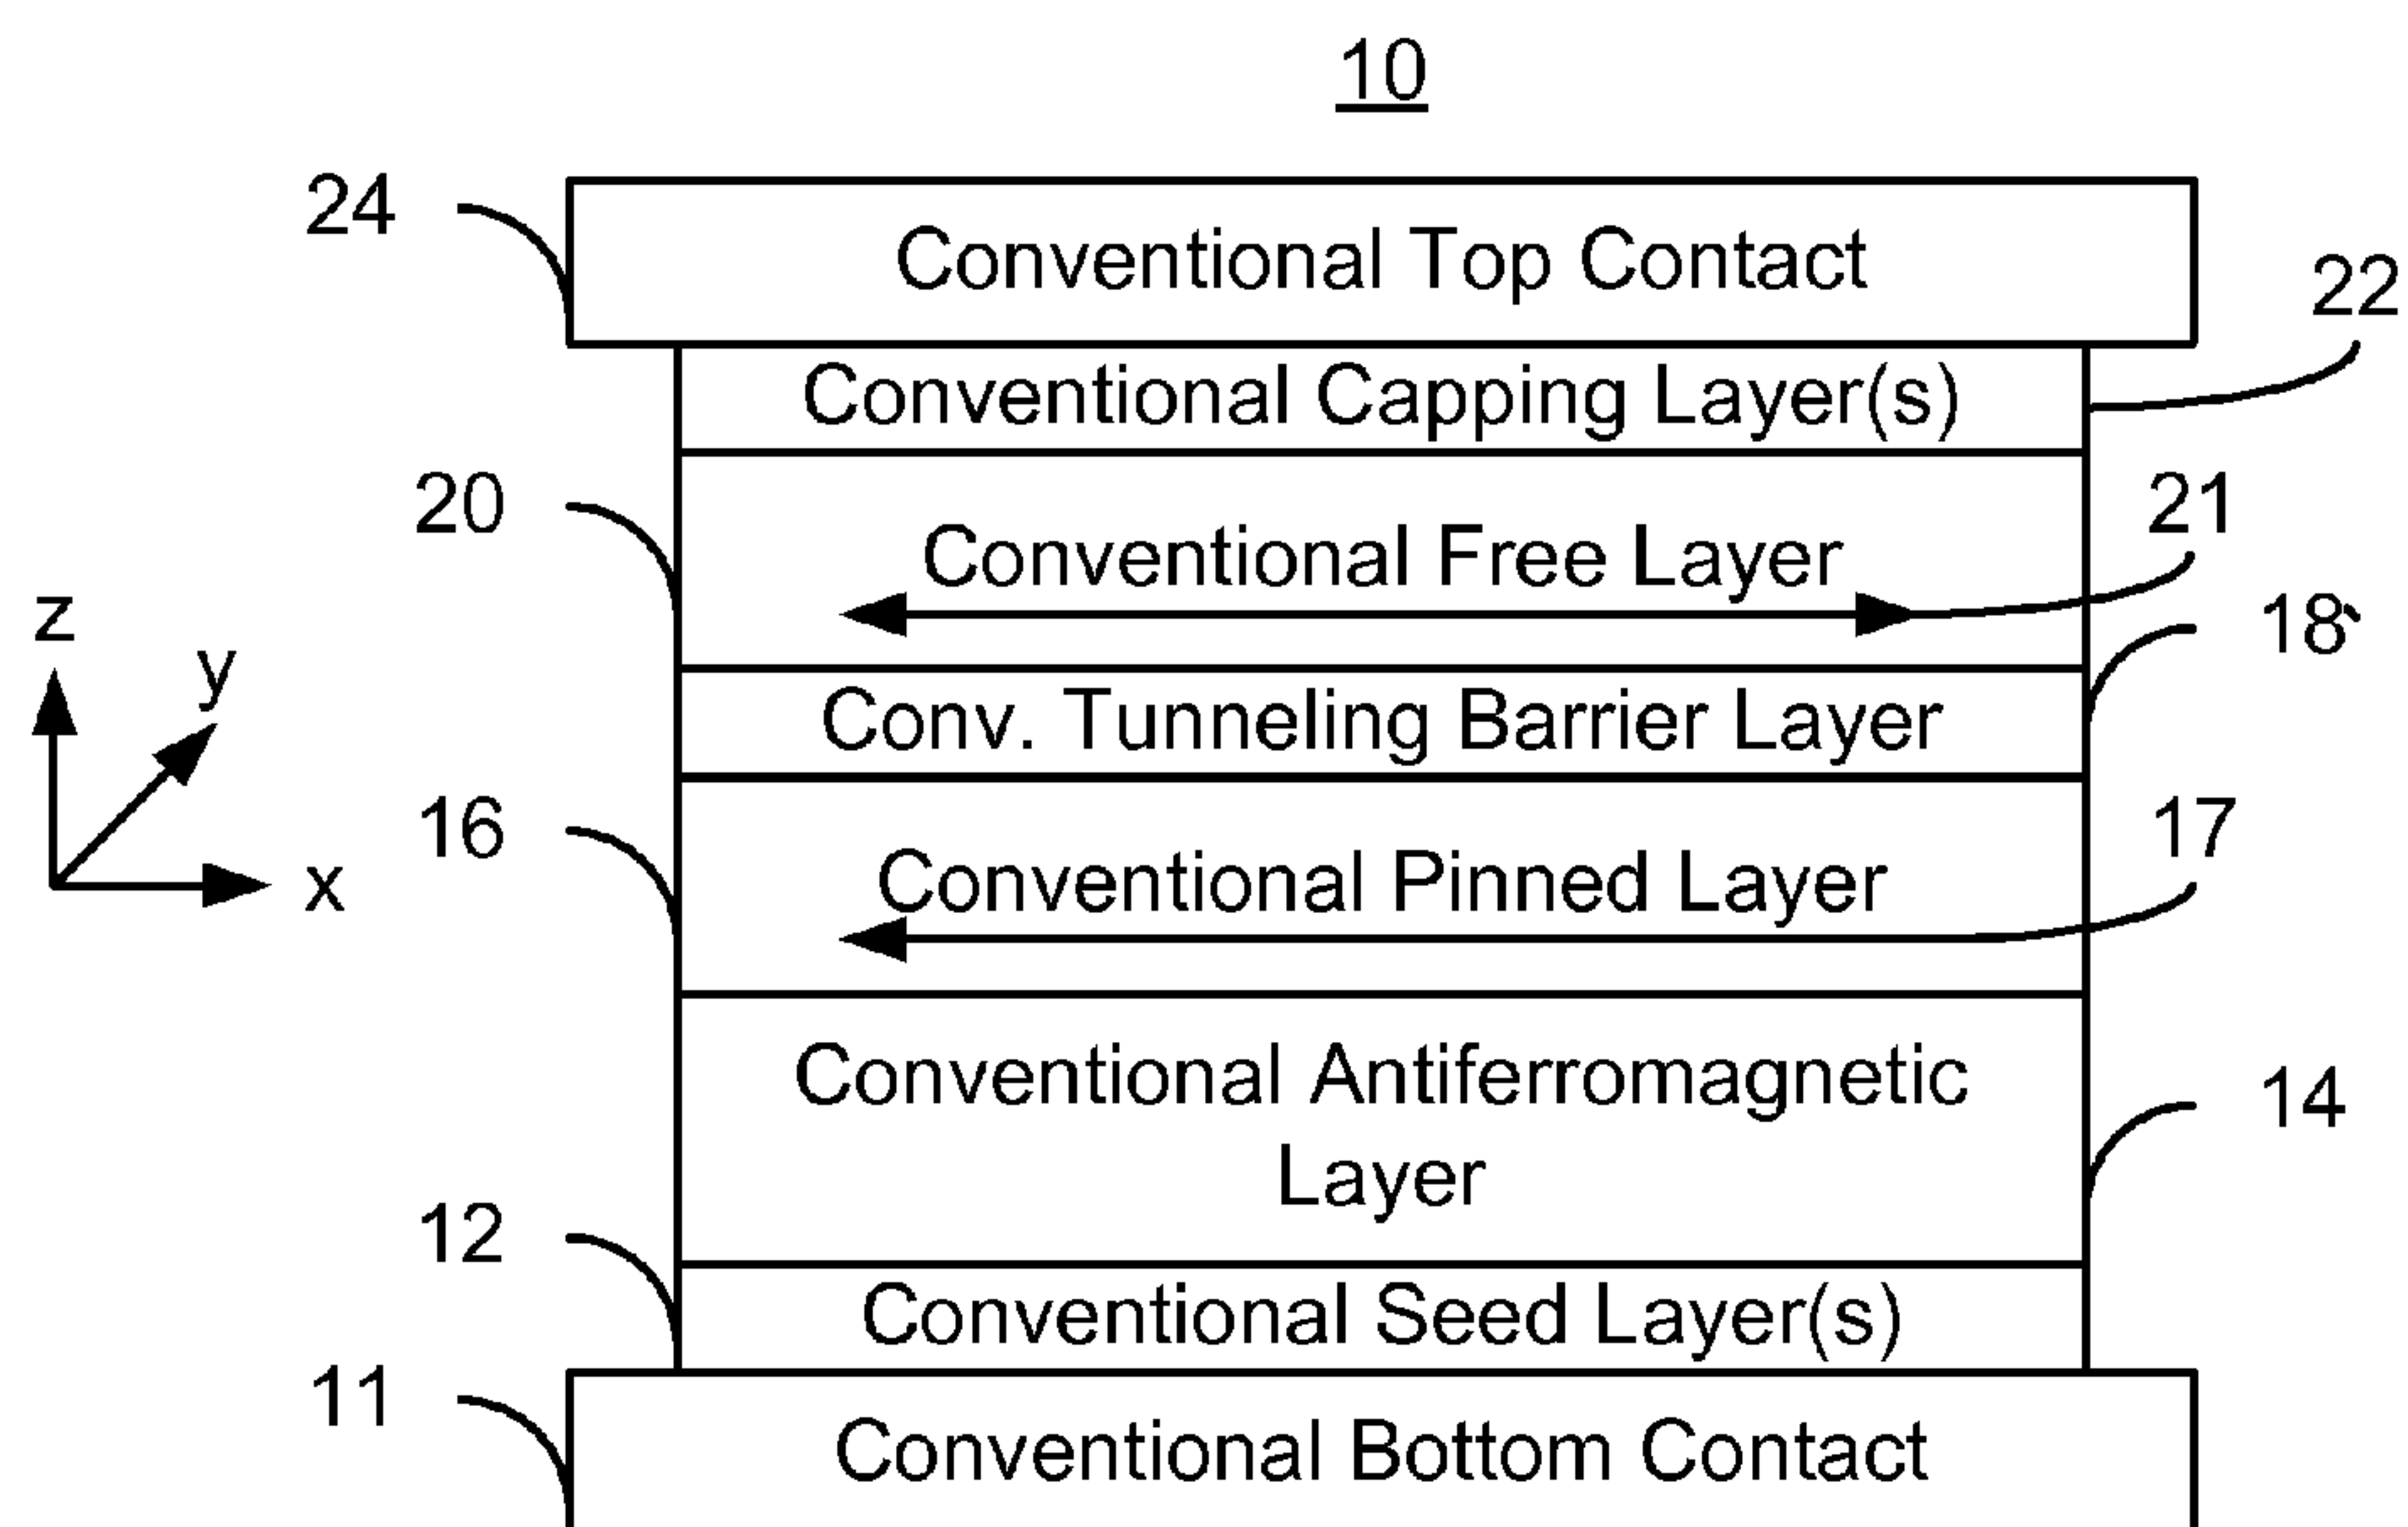 10
24
Conventional Top Contact
22
Conventional Capping Layer(s)
20
21
Conventional Free Layer
z
y
x
18
Conv. Tunneling Barrier Layer
16
17
Conventional Pinned Layer
Conventional Antiferromagnetic
Layer
14
12
Conventional Seed Layer(s)
11
Conventional Bottom Contact